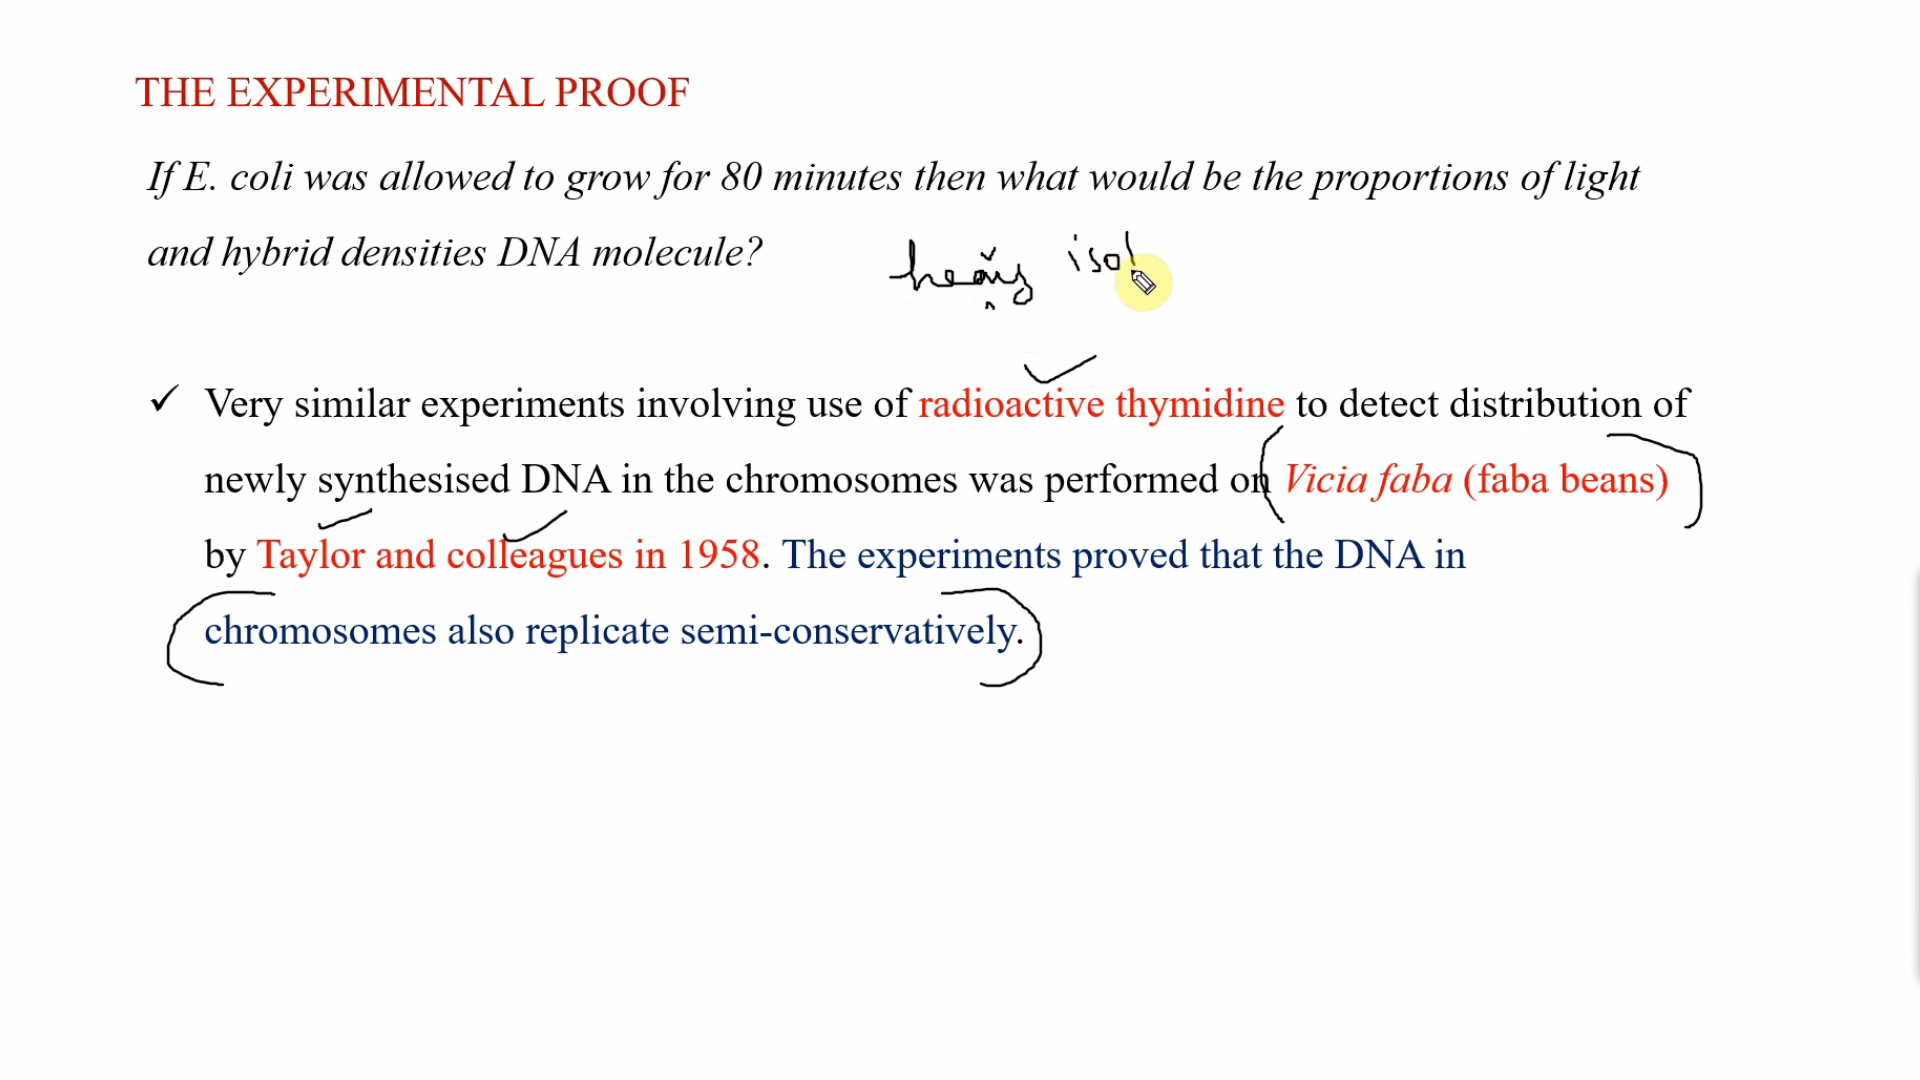 THE EXPERIMENTAL PROOF
If E. coli was allowed to grow for 80 minutes then what would be the proportions of light
and hybrid densities DNA molecule?
heavy isot
✓ Very similar experiments involving use of radioactive thymidine to detect distribution of
newly synthesised DNA in the chromosomes was performed on Vicia faba (faba beans)
by Taylor and colleagues in 1958. The experiments proved that the DNA in
chromosomes also replicate semi-conservatively.